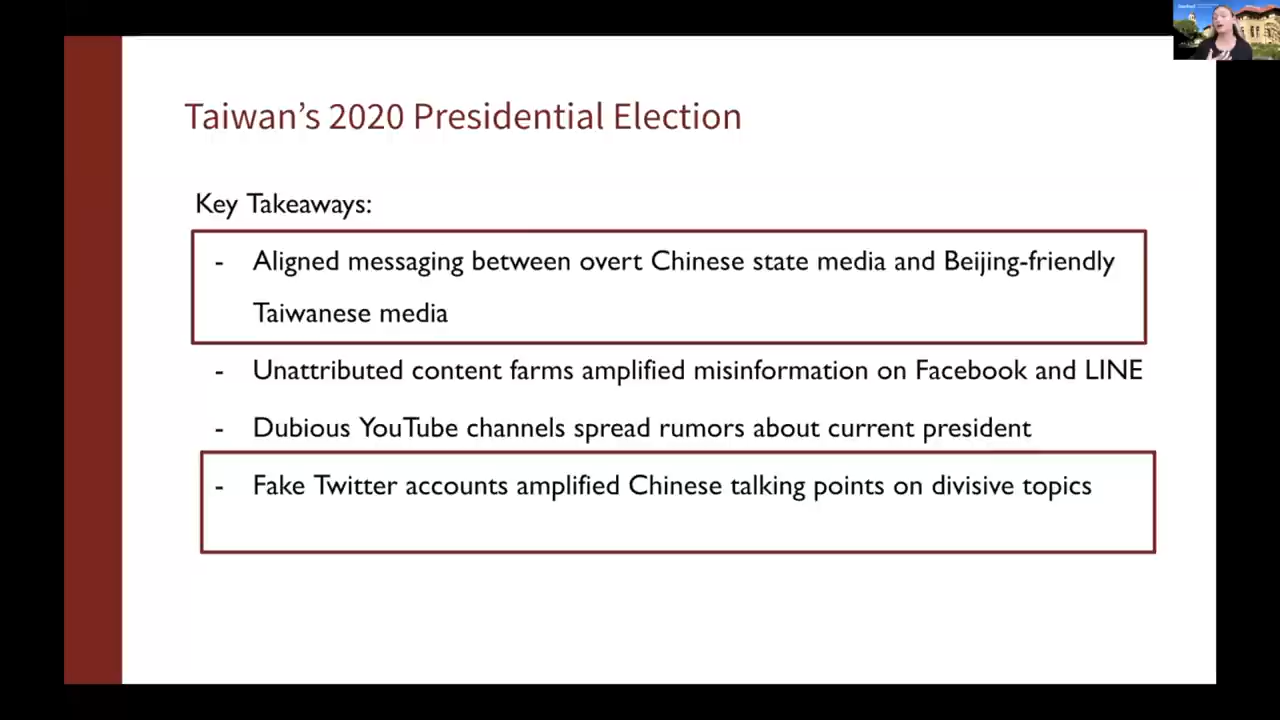 Taiwan's 2020 Presidential Election
Key Takeaways:
- Aligned messaging between overt Chinese state media and Beijing-friendly
Taiwanese media
- Unattributed content farms amplified misinformation on Facebook and LINE
- Dubious YouTube channels spread rumors about current president
- Fake Twitter accounts amplified Chinese talking points on divisive topics